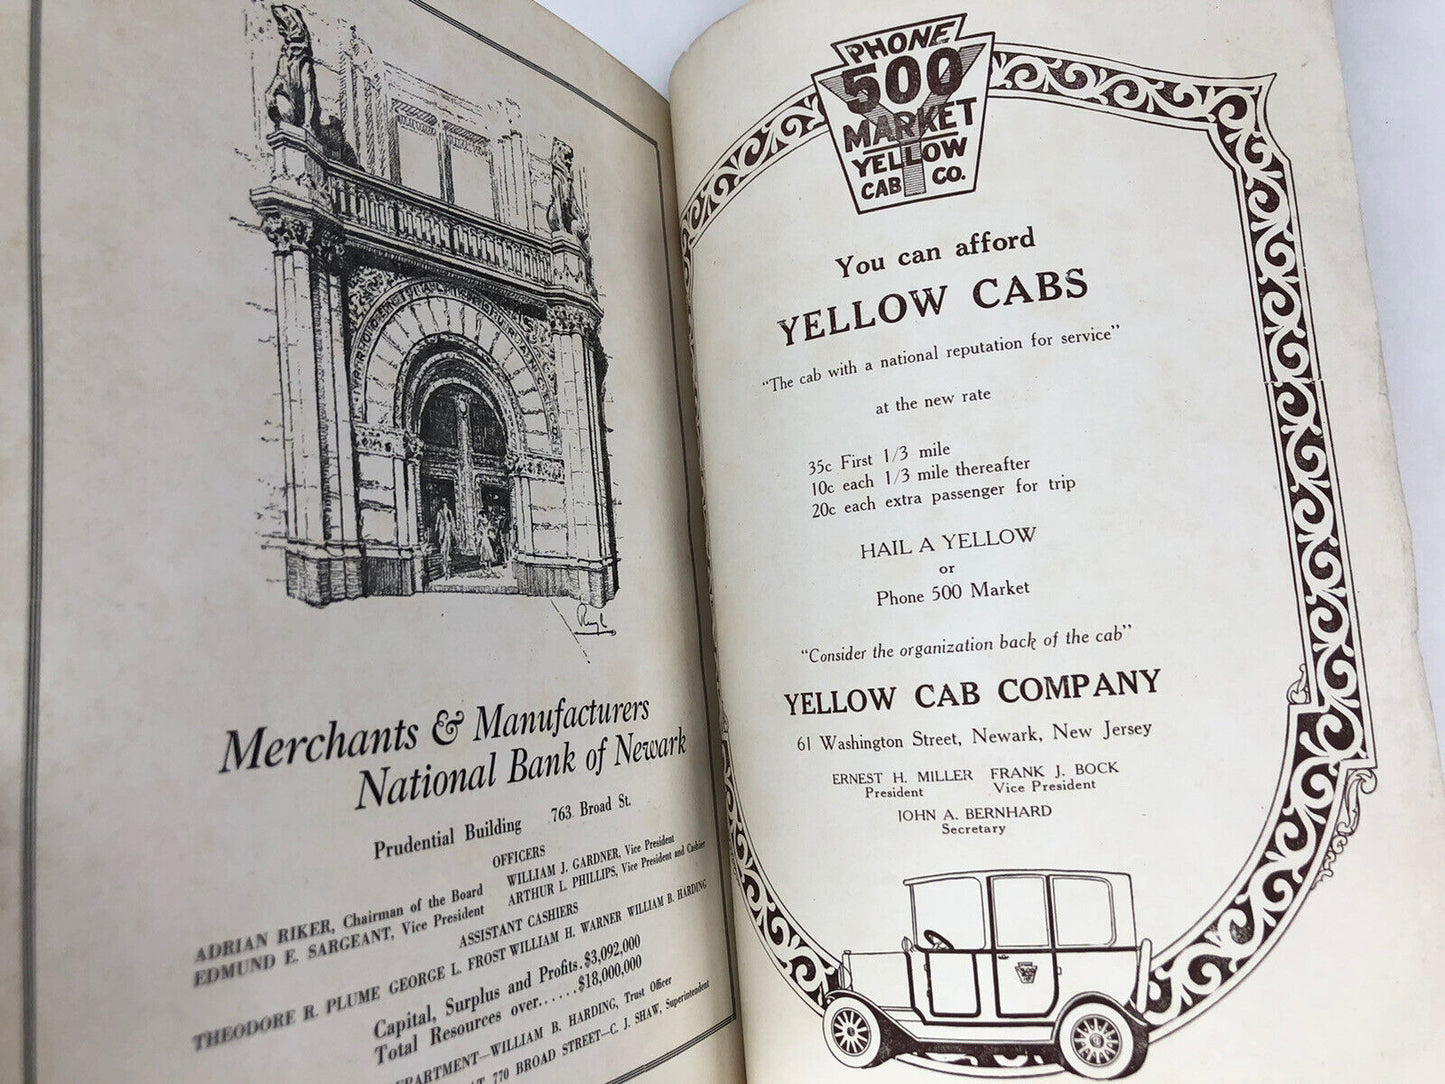 Merchants & Manufacturers
National Bank of Newark
Prudential Building 763 Broad St.
OFFICERS
ADRIAN RIKER, Chairman of the Board WILLIAM J. GARDNER, Vice President
EDMUND E. SARGEANT, Vice President ARTHUR L. PHILLIPS, Vice President and Cashier
ASSISTANT CASHIERS
THEODORE R. PLUME GEORGE L. FROST WILLIAM H. WARNER WILLIAM B. HARDING
Capital, Surplus and Profits.$3,092,000
Total Resources over......$18,000,000
WILLIAM B. HARDING, Trust Officer
770 BROAD STREET—C. J. SHAW, Superintendent
PHONE
500
MARKET
YELLOW
CAB CO.
You can afford
YELLOW CABS
"The cab with a national reputation for service"
at the new rate
35c First 1/3 mile
10c each 1/3 mile thereafter
20c each extra passenger for trip
HAIL A YELLOW
or
Phone 500 Market
"Consider the organization back of the cab"
YELLOW CAB COMPANY
61 Washington Street, Newark, New Jersey
ERNEST H. MILLER FRANK J. BOCK
President Vice President
JOHN A. BERNHARD
Secretary